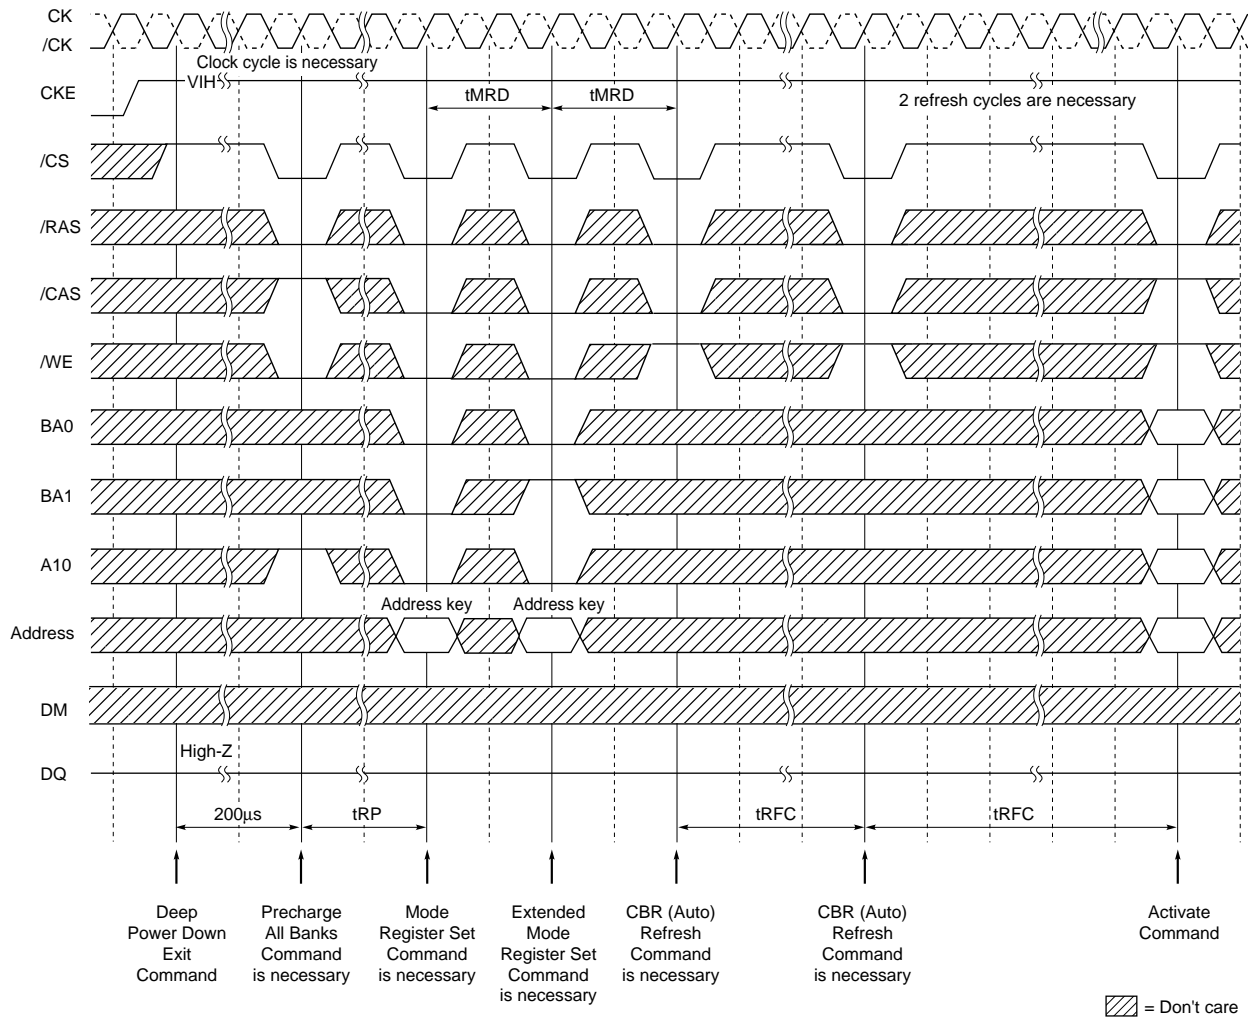 CK
/CK
Clock cycle is necessary
VIH
CKE
tMRD
tMRD
2 refresh cycles are necessary
/CS
/RAS
/CAS
/WE
BA0
BA1
A10
Address key
Address key
Address
DM
High-Z
DQ
200μs
tRP
tRFC
tRFC
Deep
Power Down
Exit
Command
Precharge
All Banks
Command
is necessary
Mode
Register Set
Command
is necessary
Extended
Mode
Register Set
Command
is necessary
CBR (Auto)
Refresh
Command
is necessary
CBR (Auto)
Refresh
Command
is necessary
Activate
Command
= Don't care